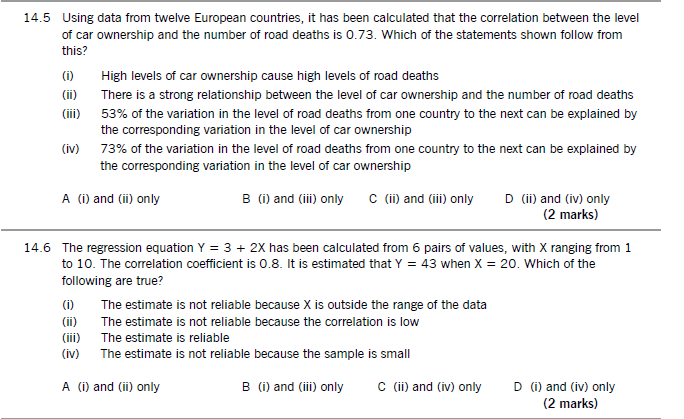 14.5 Using data from twelve European countries, it has been calculated that the correlation between the level
of car ownership and the number of road deaths is 0.73. Which of the statements shown follow from
this?
(i) High levels of car ownership cause high levels of road deaths
(ii) There is a strong relationship between the level of car ownership and the number of road deaths
(iii) 53% of the variation in the level of road deaths from one country to the next can be explained by
the corresponding variation in the level of car ownership
(iv) 73% of the variation in the level of road deaths from one country to the next can be explained by
the corresponding variation in the level of car ownership
A (i) and (ii) only B (i) and (iii) only C (ii) and (iii) only D (ii) and (iv) only
(2 marks)
14.6 The regression equation Y = 3 + 2X has been calculated from 6 pairs of values, with X ranging from 1
to 10. The correlation coefficient is 0.8. It is estimated that Y = 43 when X = 20. Which of the
following are true?
(i) The estimate is not reliable because X is outside the range of the data
(ii) The estimate is not reliable because the correlation is low
(iii) The estimate is reliable
(iv) The estimate is not reliable because the sample is small
A (i) and (ii) only B (i) and (iii) only C (ii) and (iv) only D (i) and (iv) only
(2 marks)